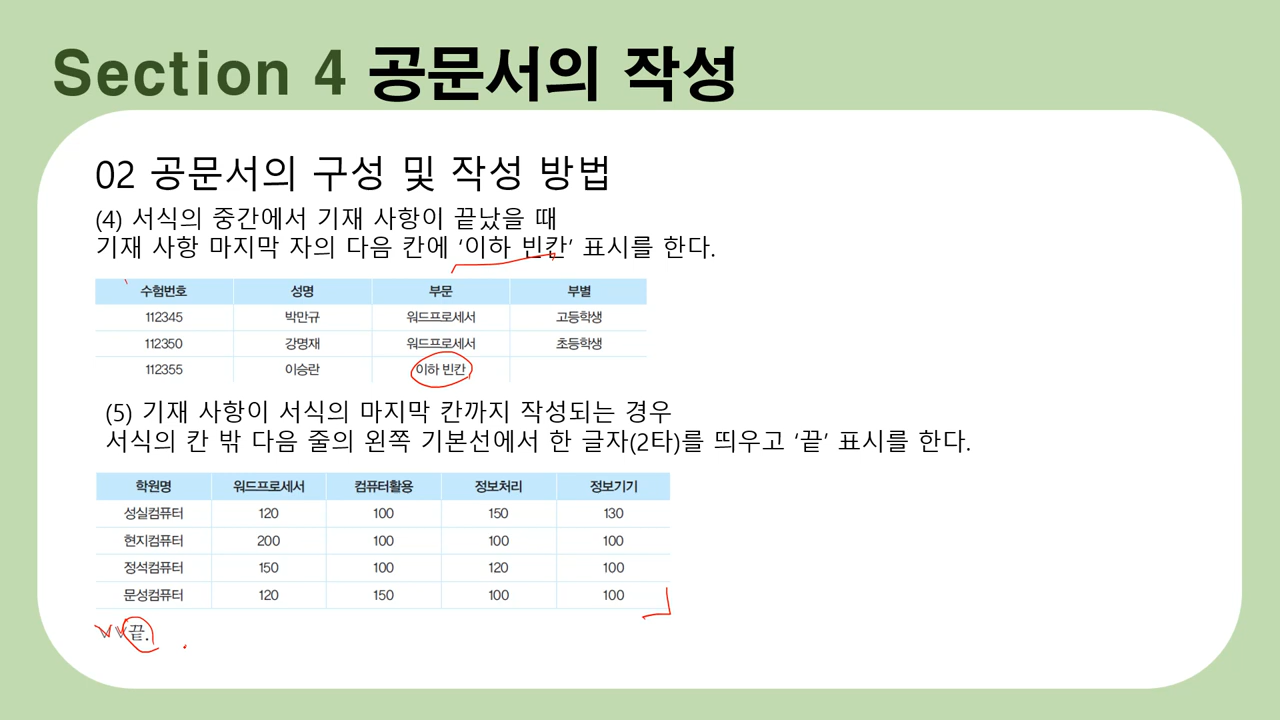 Section 4 공문서의 작성
02 공문서의 구성 및 작성 방법
(4) 서식의 중간에서 기재 사항이 끝났을 때
기재 사항 마지막 자의 다음 칸에 ‘이하 빈칸’ 표시를 한다.
수험번호 성명 부문 부별
112345 박만규 워드프로세서 고등학생
112350 강명재 워드프로세서 초등학생
112355 이승란 이하 빈칸
(5) 기재 사항이 서식의 마지막 칸까지 작성되는 경우
서식의 칸 밖 다음 줄의 왼쪽 기본선에서 한 글자(2타)를 띄우고 ‘끝’ 표시를 한다.
학원명 워드프로세서 컴퓨터활용 정보처리 정보기기
성실컴퓨터 120 100 150 130
현지컴퓨터 200 100 100 100
정석컴퓨터 150 100 120 100
문성컴퓨터 120 150 100 100
VV끝.